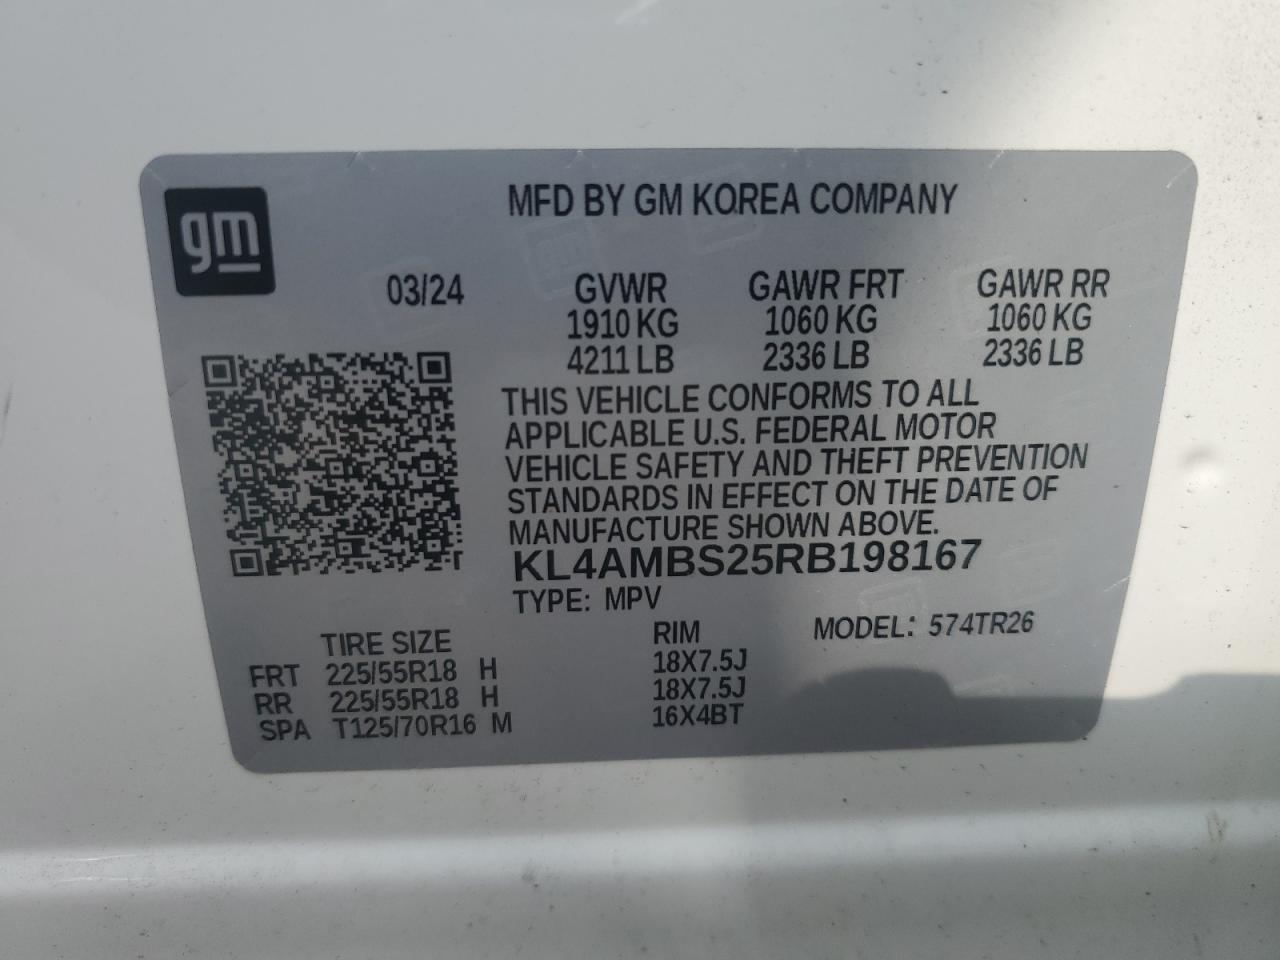 gm
MFD BY GM KOREA COMPANY
03/24 GVWR GAWR FRT GAWR RR
1910 KG 1060 KG 1060 KG
4211 LB 2336 LB 2336 LB
THIS VEHICLE CONFORMS TO ALL
APPLICABLE U.S. FEDERAL MOTOR
VEHICLE SAFETY AND THEFT PREVENTION
STANDARDS IN EFFECT ON THE DATE OF
MANUFACTURE SHOWN ABOVE.
KL4AMBS25RB198167
TYPE: MPV
TIRE SIZE RIM MODEL: 574TR26
FRT 225/55R18 H 18X7.5J
RR 225/55R18 H 18X7.5J
SPA T125/70R16 M 16X4BT